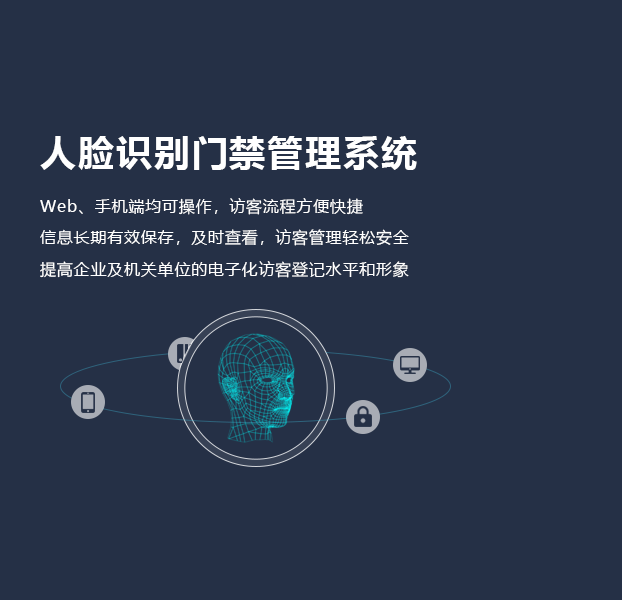 人脸识别门禁管理系统
Web、手机端均可操作，访客流程方便快捷
信息长期有效保存，及时查看，访客管理轻松安全
提高企业及机关单位的电子化访客登记水平和形象